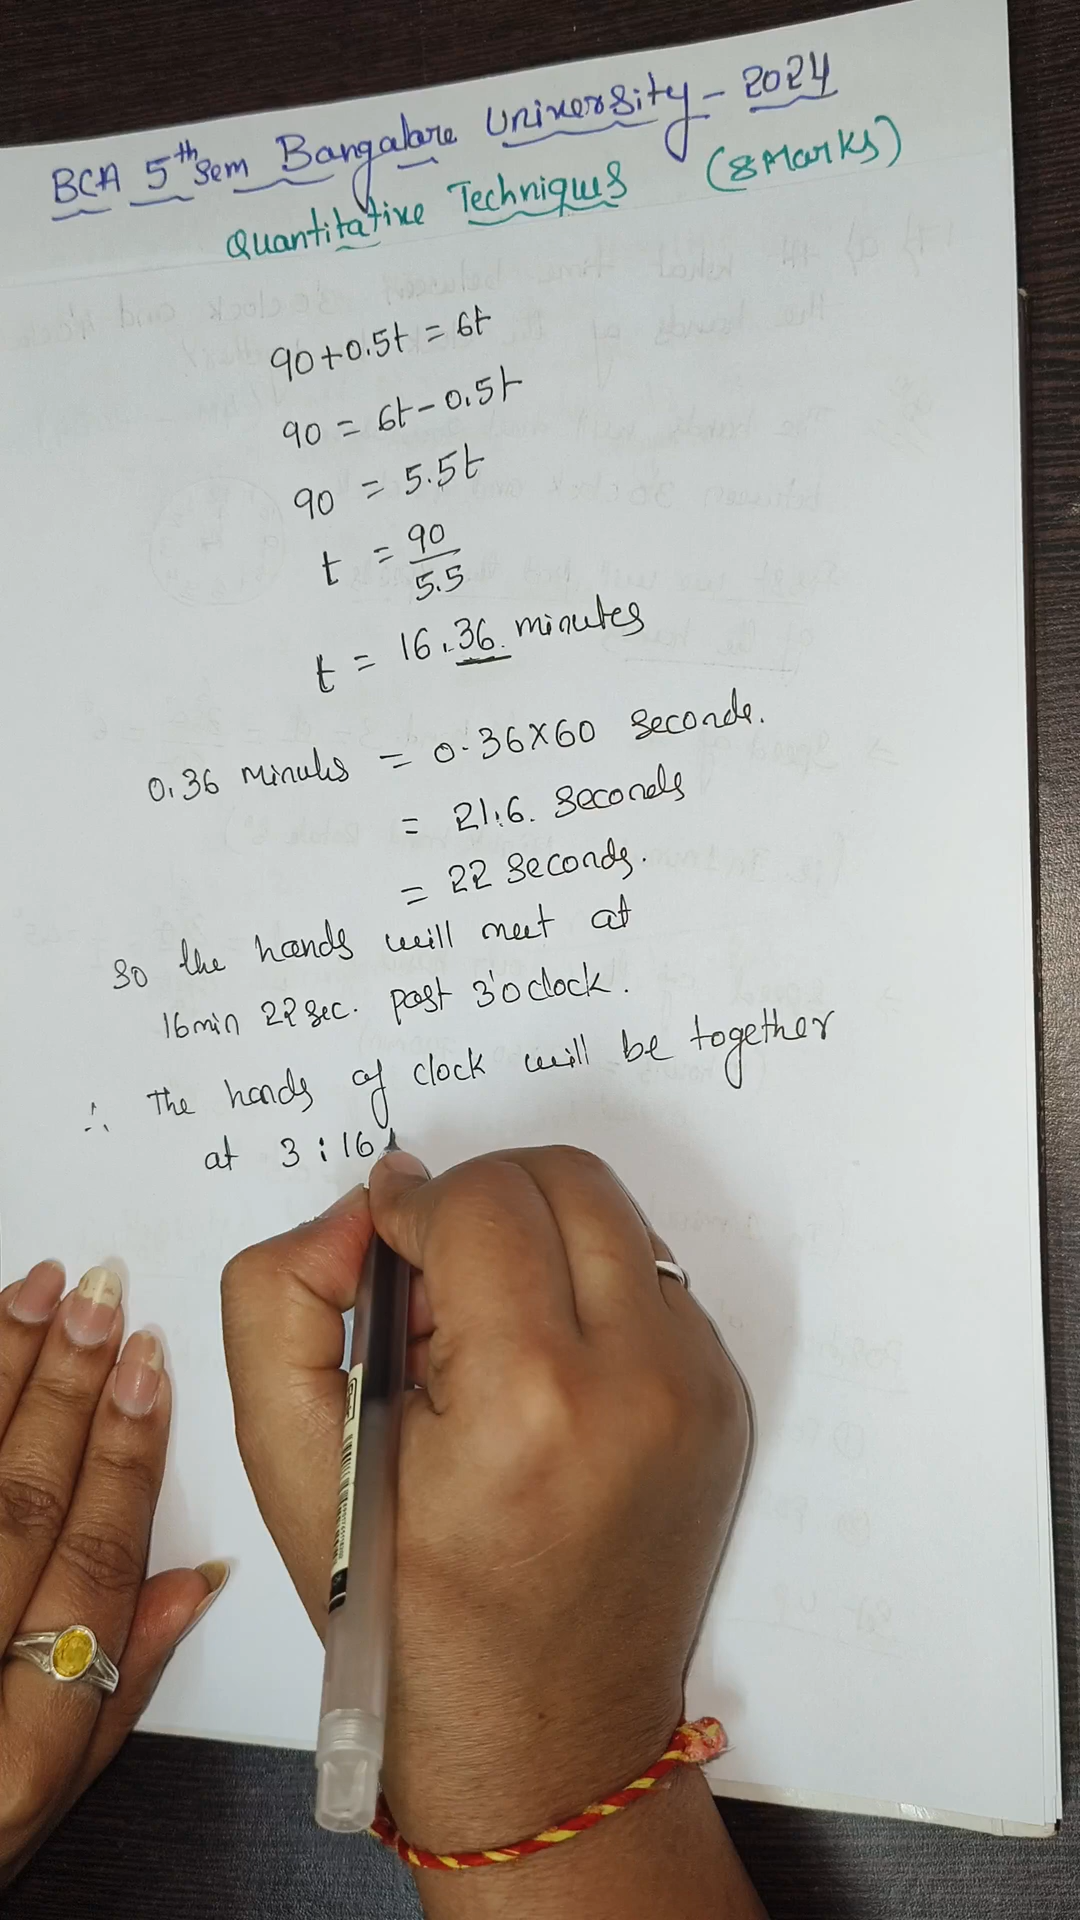 BCA 5th Sem Bangalore University - 2024
Quantitative Techniques (8 Marks)
90+0.5t = 6t
90 = 6t - 0.5t
90 = 5.5t
t = 90/5.5
t = 16.36 minutes
0.36 minutes = 0.36×60 seconds.
= 21.6. seconds
= 22 seconds.
So the hands will meet at
16min 22sec. past 3'oclock.
∴ The hands of clock will be together
at 3:16